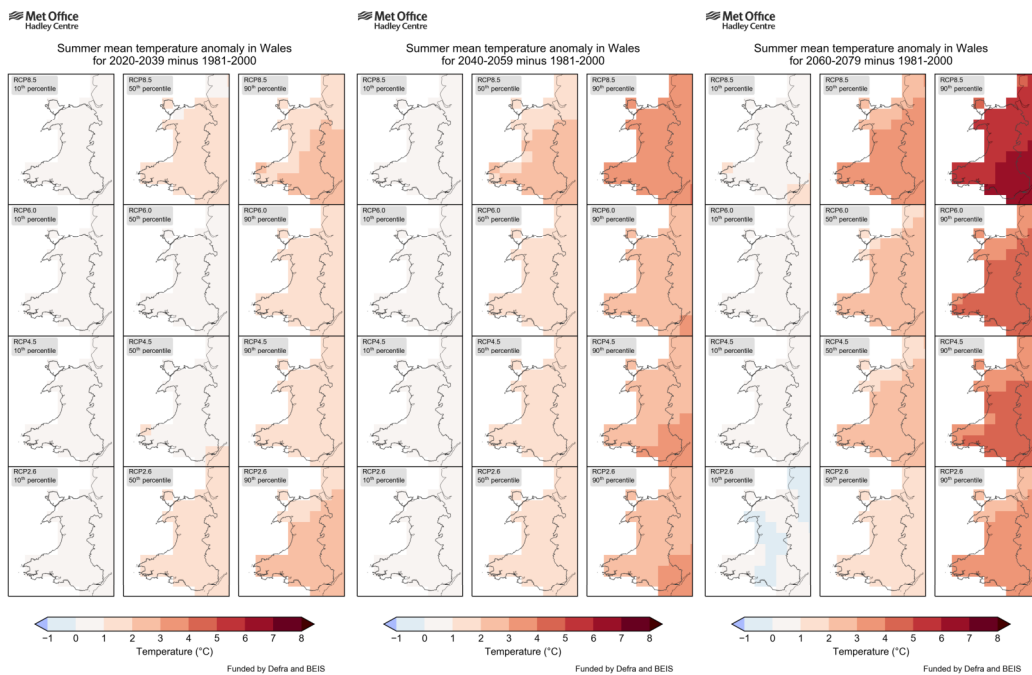 Met Office
Hadley Centre
Summer mean temperature anomaly in Wales
for 2020-2039 minus 1981-2000
RCP8.5
10th percentile
RCP8.5
50th percentile
RCP8.5
90th percentile
RCP6.0
10th percentile
RCP6.0
50th percentile
RCP6.0
90th percentile
RCP4.5
10th percentile
RCP4.5
50th percentile
RCP4.5
90th percentile
RCP2.6
10th percentile
RCP2.6
50th percentile
RCP2.6
90th percentile
−1 0 1 2 3 4 5 6 7 8
Temperature (°C)
Funded by Defra and BEIS
Met Office
Hadley Centre
Summer mean temperature anomaly in Wales
for 2040-2059 minus 1981-2000
RCP8.5
10th percentile
RCP8.5
50th percentile
RCP8.5
90th percentile
RCP6.0
10th percentile
RCP6.0
50th percentile
RCP6.0
90th percentile
RCP4.5
10th percentile
RCP4.5
50th percentile
RCP4.5
90th percentile
RCP2.6
10th percentile
RCP2.6
50th percentile
RCP2.6
90th percentile
−1 0 1 2 3 4 5 6 7 8
Temperature (°C)
Funded by Defra and BEIS
Met Office
Hadley Centre
Summer mean temperature anomaly in Wales
for 2060-2079 minus 1981-2000
RCP8.5
10th percentile
RCP8.5
50th percentile
RCP8.5
90th percentile
RCP6.0
10th percentile
RCP6.0
50th percentile
RCP6.0
90th percentile
RCP4.5
10th percentile
RCP4.5
50th percentile
RCP4.5
90th percentile
RCP2.6
10th percentile
RCP2.6
50th percentile
RCP2.6
90th percentile
−1 0 1 2 3 4 5 6 7 8
Temperature (°C)
Funded by Defra and BEIS